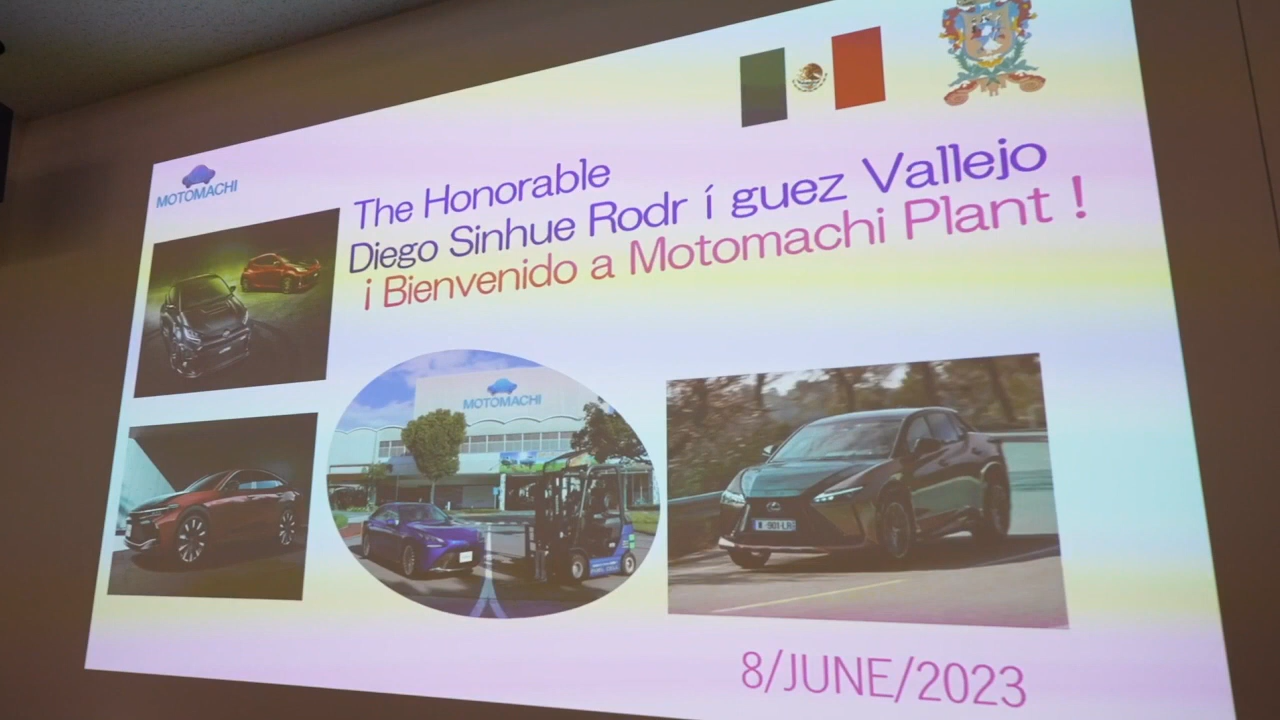 MOTOMACHI
The Honorable
Diego Sinhue Rodr í guez Vallejo
¡ Bienvenido a Motomachi Plant !
MOTOMACHI
8/JUNE/2023